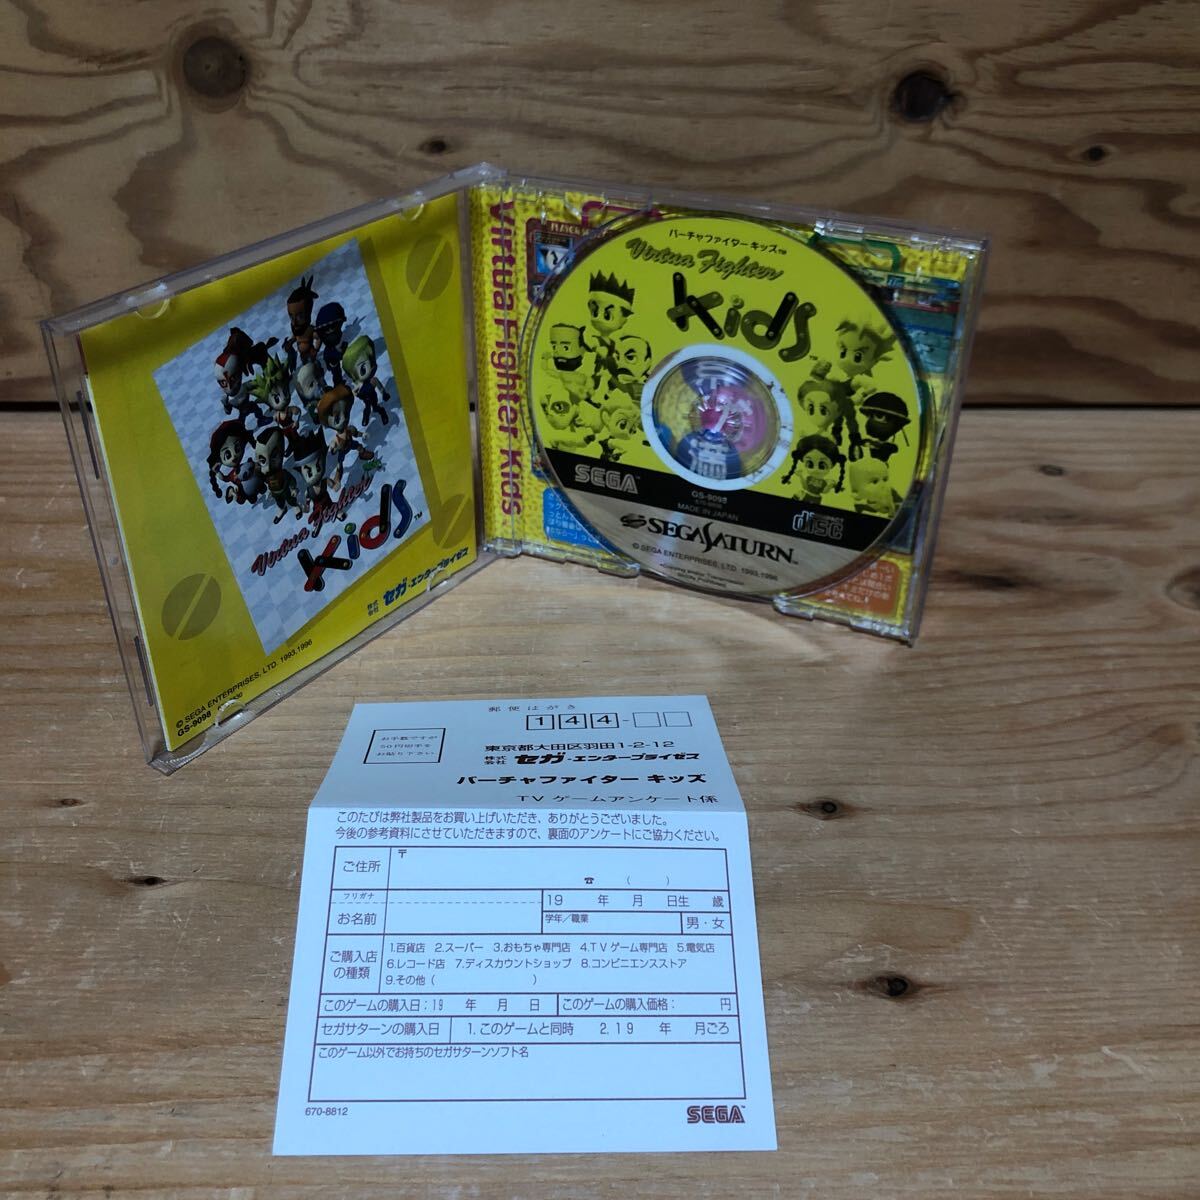 Virtua Fighter
Kids™
株式会社 セガ・エンタープライゼス
© SEGA ENTERPRISES, LTD. 1993,1996
GS-9098
Virtua Fighter Kids
バーチャファイター キッズ™
Virtua Fighter
Kids™
SEGA
GS-9098
MADE IN JAPAN
COMPACT
disc
SEGASATURN™
© SEGA ENTERPRISES, LTD. 1993,1996
郵便はがき
144-
お手数ですが
50円切手を
お貼り下さい
東京都大田区羽田1-2-12
株式会社 セガ・エンタープライゼス
バーチャファイター キッズ
TVゲームアンケート係
このたびは弊社製品をお買い上げいただき、ありがとうございました。
今後の参考資料にさせていただきますので、裏面のアンケートにご協力ください。
ご住所
〒
☎ ( )
フリガナ
お名前
19 年 月 日生 歳
学年／職業
男・女
ご購入店
の種類
1.百貨店 2.スーパー 3.おもちゃ専門店 4.TVゲーム専門店 5.電気店
6.レコード店 7.ディスカウントショップ 8.コンビニエンスストア
9.その他 ( )
このゲームの購入日：19 年 月 日
このゲームの購入価格： 円
セガサターンの購入日
1.このゲームと同時 2.19 年 月ごろ
このゲーム以外でお持ちのセガサターンソフト名
670-8812
SEGA